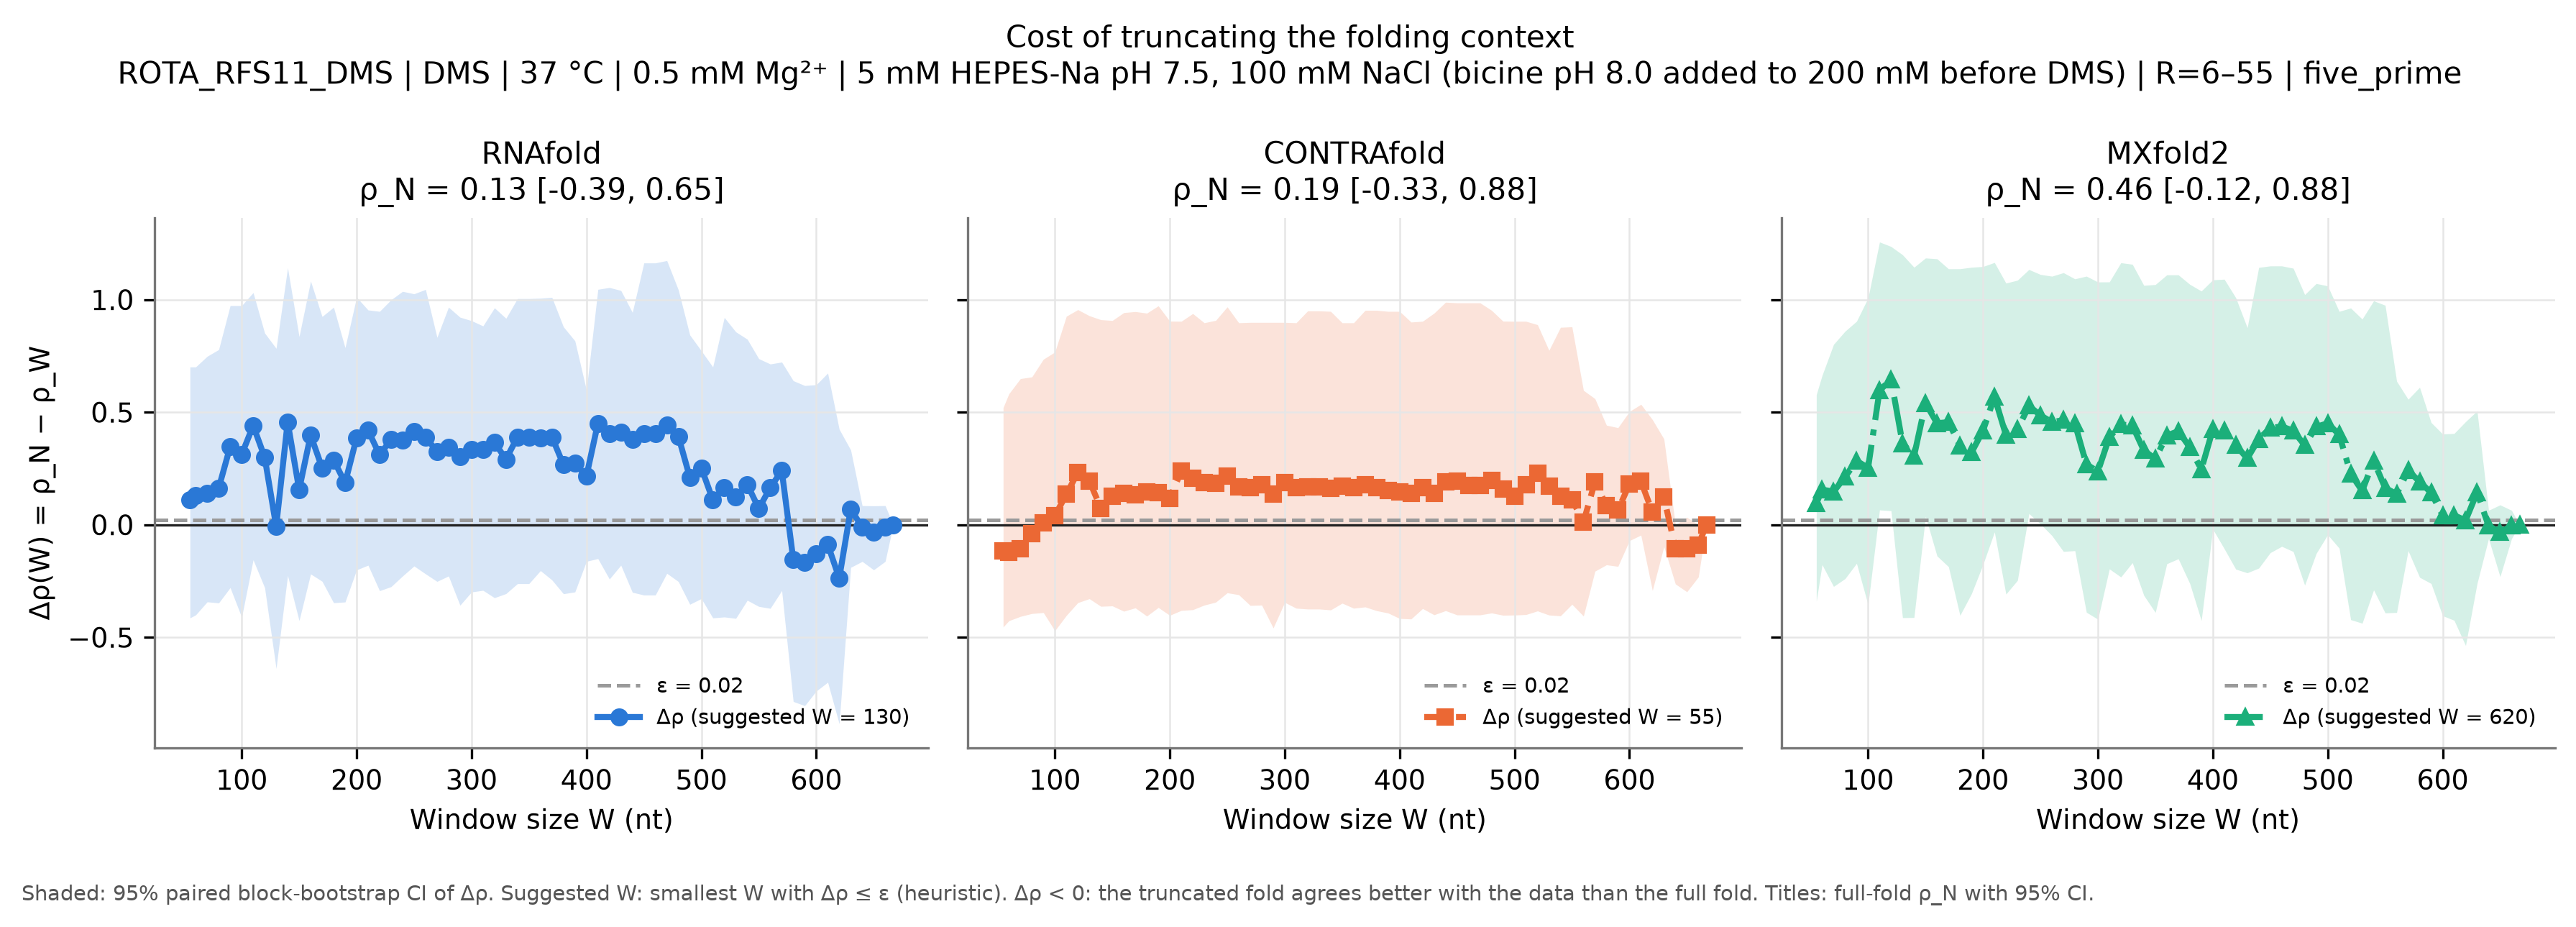 Cost of truncating the folding context
ROTA_RFS11_DMS | DMS | 37 °C | 0.5 mM Mg²⁺ | 5 mM HEPES-Na pH 7.5, 100 mM NaCl (bicine pH 8.0 added to 200 mM before DMS) | R=6–55 | five_prime
RNAfold
ρ_N = 0.13 [-0.39, 0.65]
CONTRAfold
ρ_N = 0.19 [-0.33, 0.88]
MXfold2
ρ_N = 0.46 [-0.12, 0.88]
Δρ(W) = ρ_N − ρ_W
1.0
0.5
0.0
−0.5
ε = 0.02
Δρ (suggested W = 130)
ε = 0.02
Δρ (suggested W = 55)
ε = 0.02
Δρ (suggested W = 620)
100 200 300 400 500 600
100 200 300 400 500 600
100 200 300 400 500 600
Window size W (nt)
Window size W (nt)
Window size W (nt)
Shaded: 95% paired block-bootstrap CI of Δρ. Suggested W: smallest W with Δρ ≤ ε (heuristic). Δρ < 0: the truncated fold agrees better with the data than the full fold. Titles: full-fold ρ_N with 95% CI.